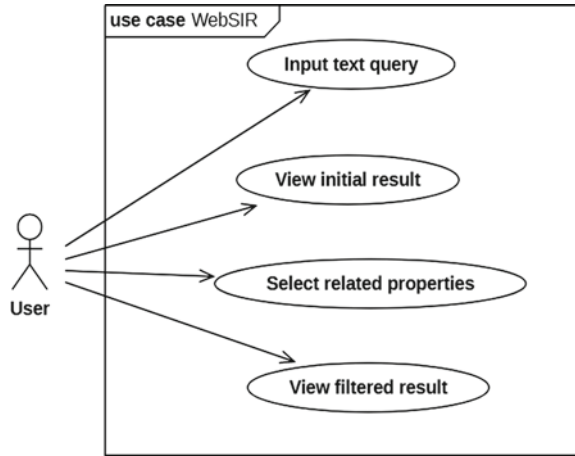 use case WebSIR
Input text query
View initial result
Select related properties
User
View filtered result